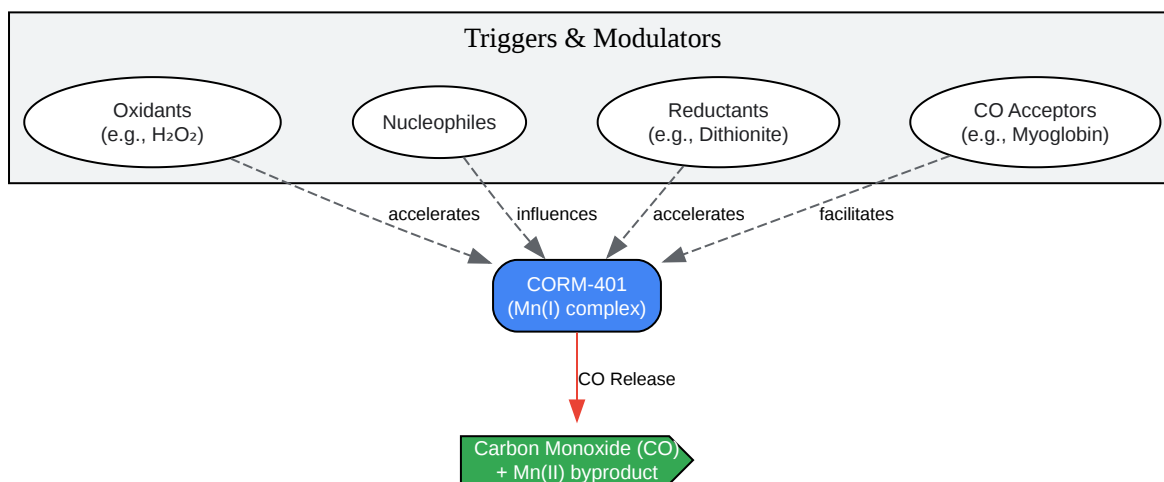 Triggers & Modulators
Oxidants
(e.g., H₂O₂)
Nucleophiles
Reductants
(e.g., Dithionite)
CO Acceptors
(e.g., Myoglobin)
accelerates
influences
accelerates
facilitates
CORM-401
(Mn(I) complex)
CO Release
Carbon Monoxide (CO)
+ Mn(II) byproduct